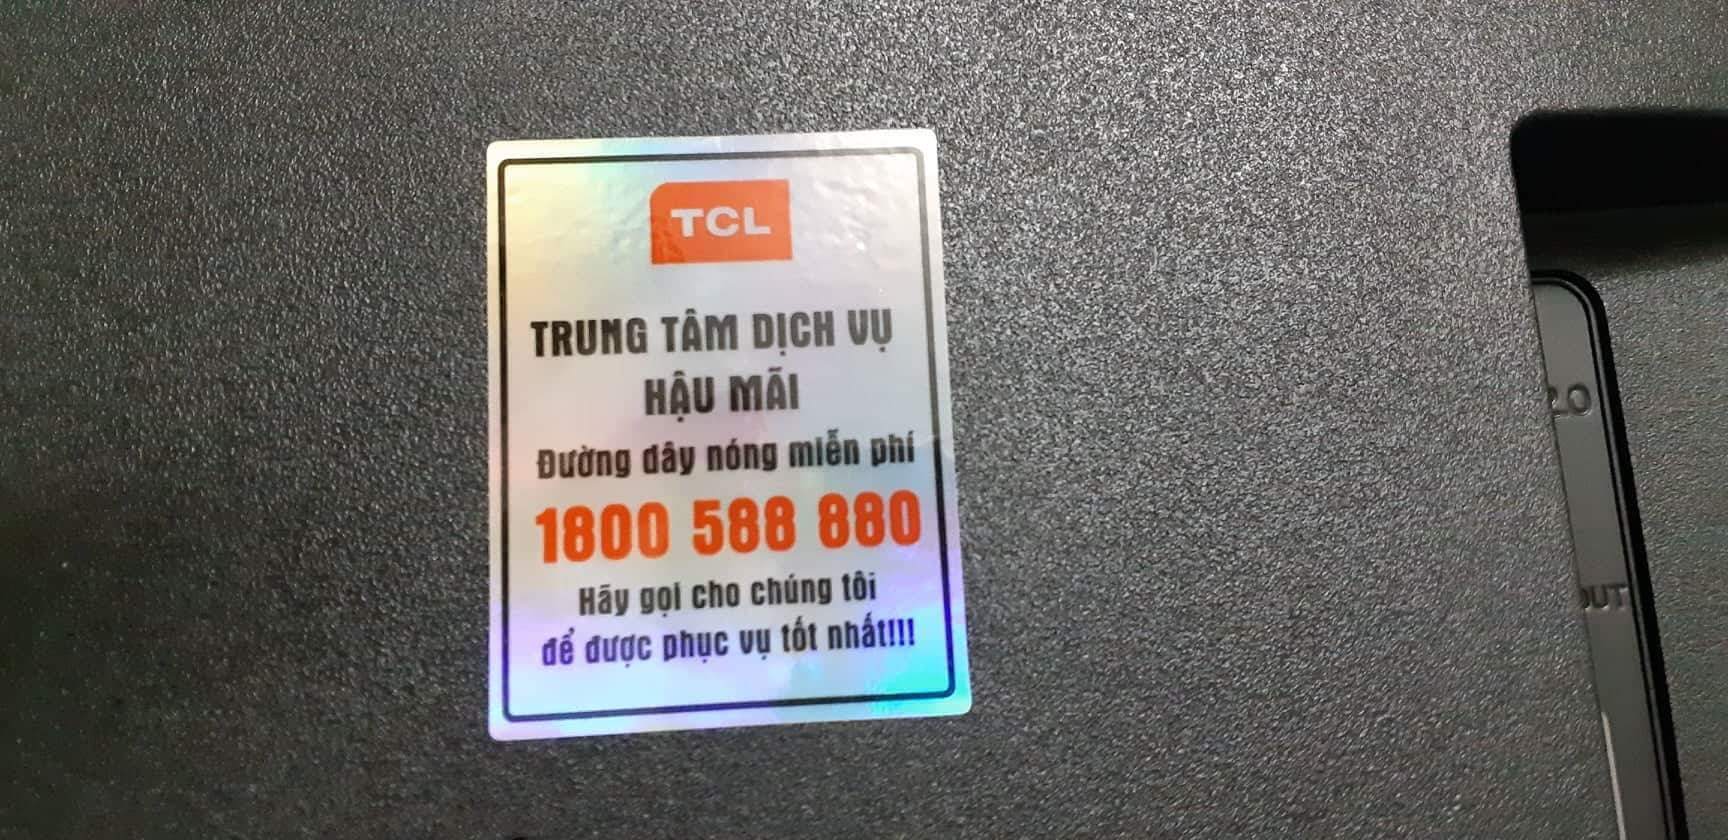 TCL
TRUNG TÂM DỊCH VỤ
HẬU MÃI
Đường dây nóng miễn phí
1800 588 880
Hãy gọi cho chúng tôi
để được phục vụ tốt nhất!!!